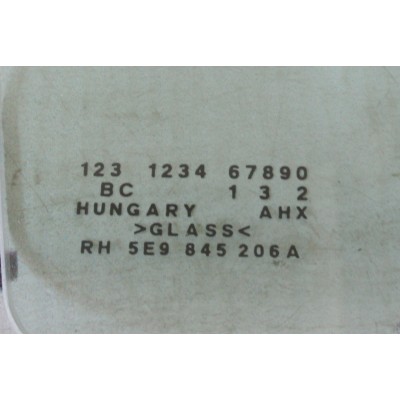 123 1234 67890
BC 1 3 2
HUNGARY AHX
>GLASS<
RH 5E9 845 206A